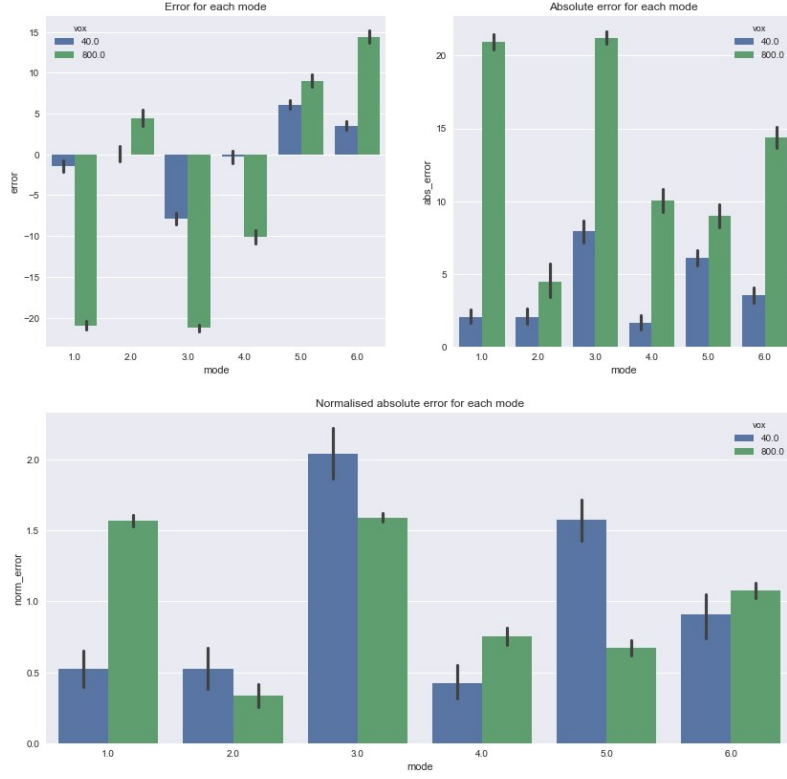 Error for each mode
vox
40.0
800.0
15
10
5
0
−5
−10
−15
−20
error
1.0 2.0 3.0 4.0 5.0 6.0
mode
Absolute error for each mode
vox
40.0
800.0
20
15
10
5
0
abs_error
1.0 2.0 3.0 4.0 5.0 6.0
mode
Normalised absolute error for each mode
vox
40.0
800.0
2.0
1.5
1.0
0.5
0.0
norm_error
1.0 2.0 3.0 4.0 5.0 6.0
mode